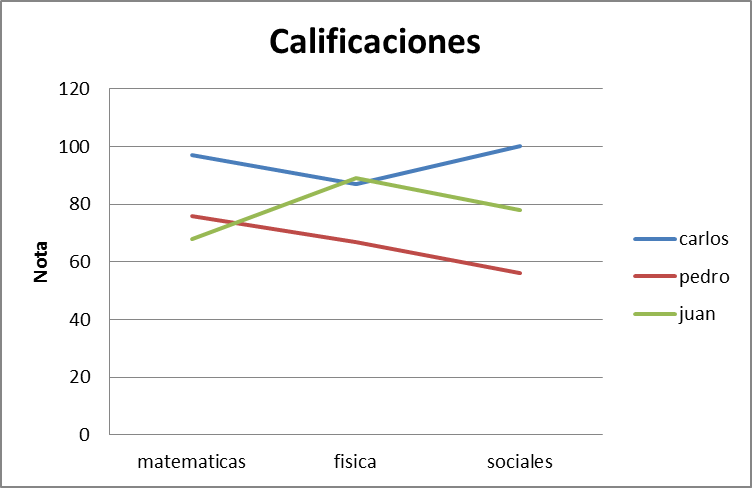 Calificaciones
Nota
120
100
80
60
40
20
0
matematicas fisica sociales
carlos
pedro
juan